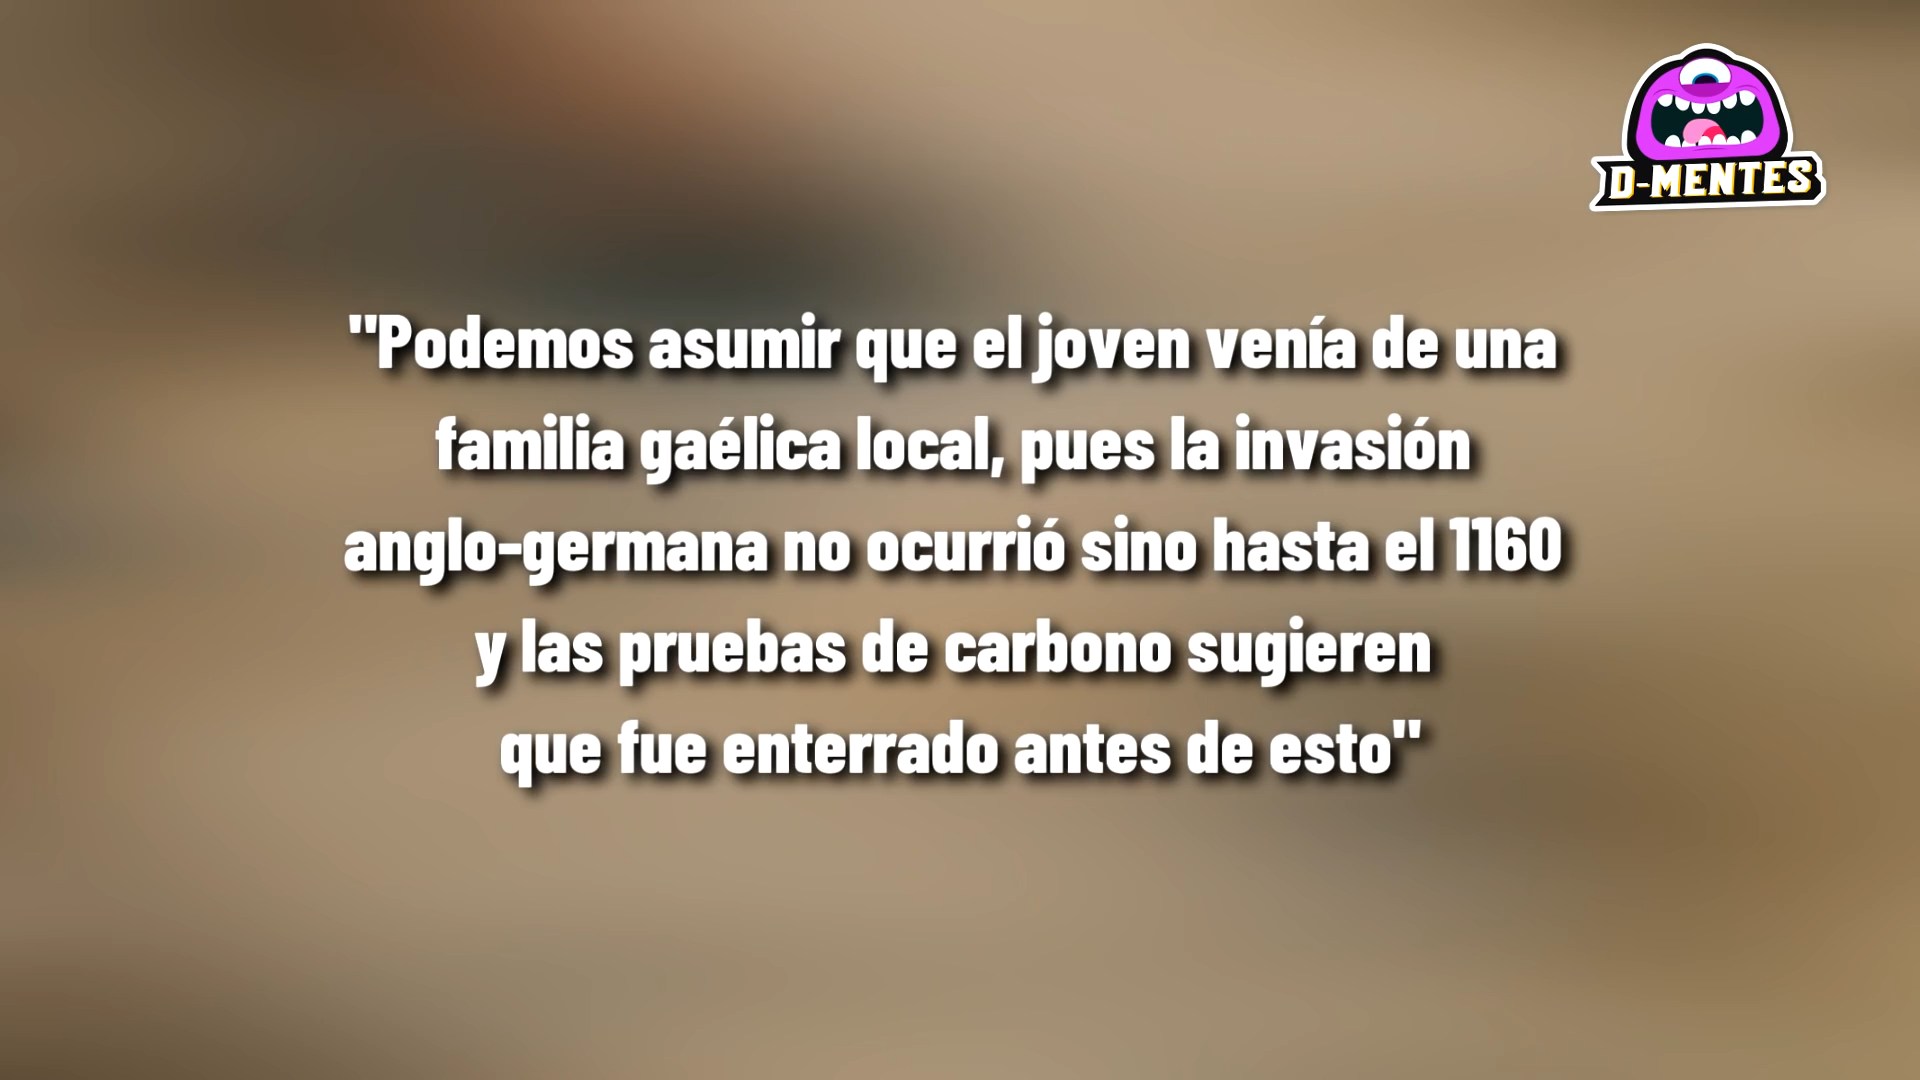 D-MENTES
"Podemos asumir que el joven venía de una
familia gaélica local, pues la invasión
anglo-germana no ocurrió sino hasta el 1160
y las pruebas de carbono sugieren
que fue enterrado antes de esto"